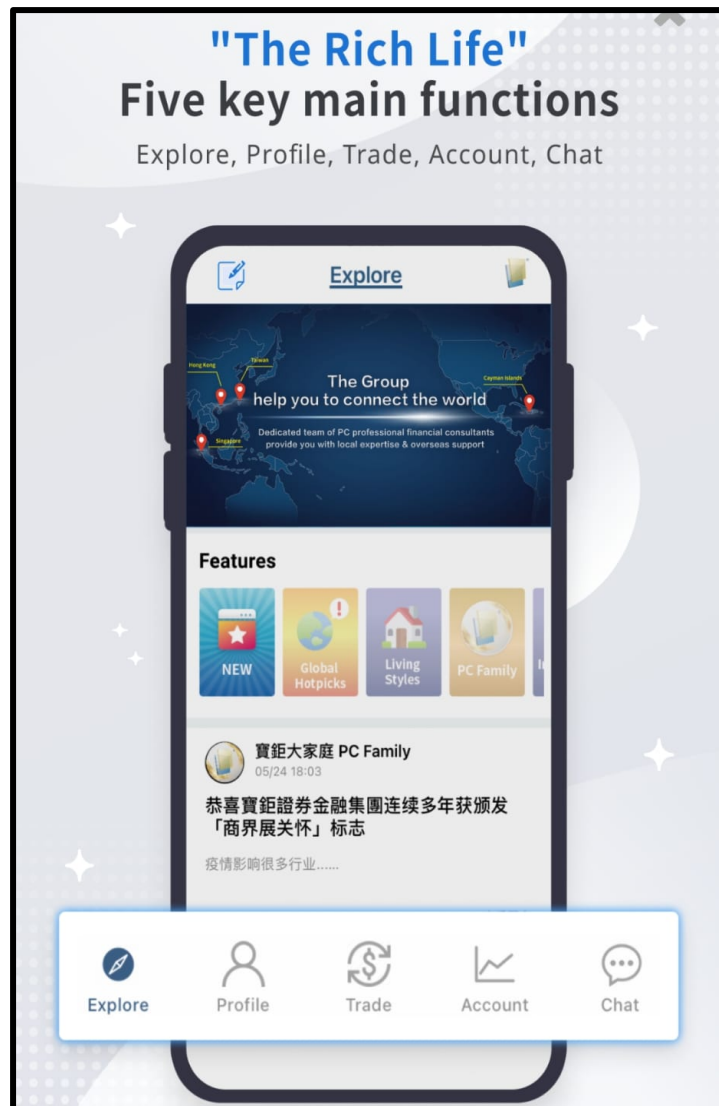 "The Rich Life"
Five key main functions
Explore, Profile, Trade, Account, Chat
Explore
Hong Kong
Taiwan
Cayman Islands
Singapore
The Group
help you to connect the world
Dedicated team of PC professional financial consultants
provide you with local expertise & overseas support
Features
NEW
Global
Hotpicks
Living
Styles
PC Family
寶鉅大家庭 PC Family
05/24 18:03
恭喜寶鉅證券金融集團连续多年获颁发
「商界展关怀」标志
疫情影响很多行业......
Explore
Profile
Trade
Account
Chat